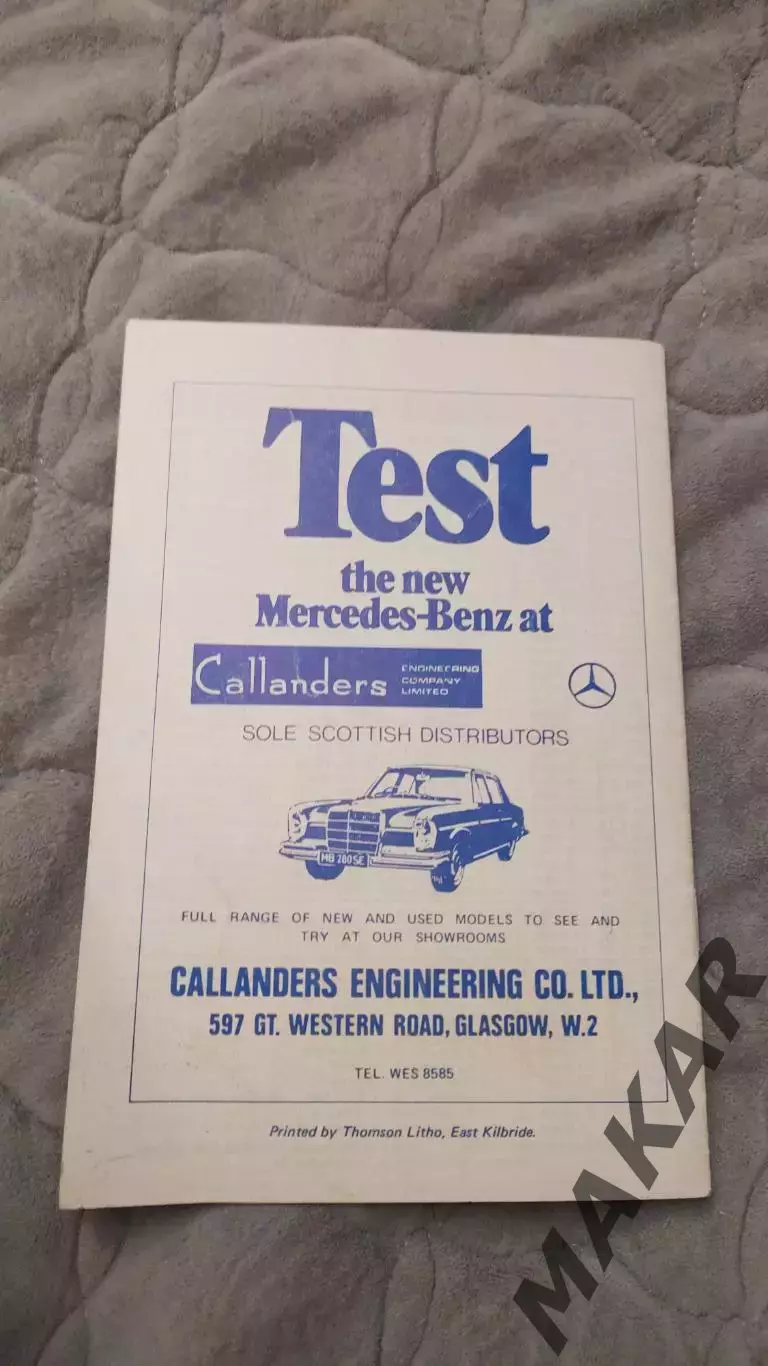 Test
the new
Mercedes-Benz at
Callanders ENGINEERING
COMPANY
LIMITED
SOLE SCOTTISH DISTRIBUTORS
MB 280SE
FULL RANGE OF NEW AND USED MODELS TO SEE AND
TRY AT OUR SHOWROOMS
CALLANDERS ENGINEERING CO. LTD.,
597 GT. WESTERN ROAD, GLASGOW, W.2
TEL. WES 8585
Printed by Thomson Litho, East Kilbride.
MAKAR